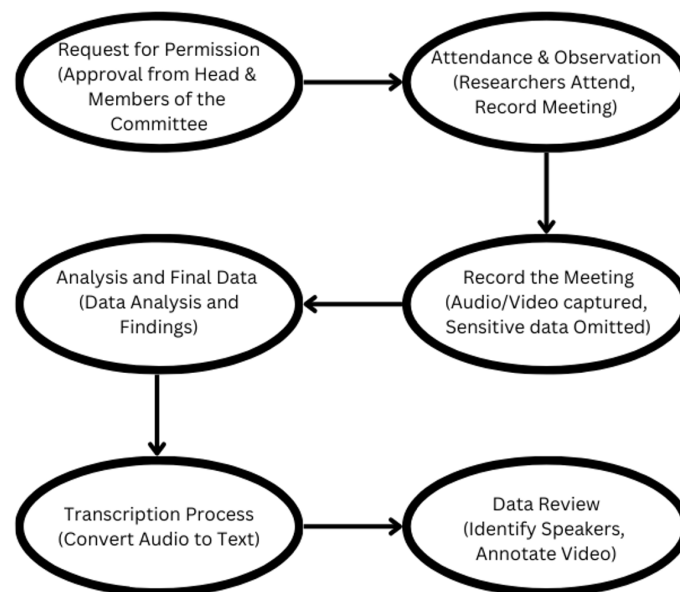 Request for Permission
(Approval from Head &
Members of the
Committee
Attendance & Observation
(Researchers Attend,
Record Meeting)
Record the Meeting
(Audio/Video captured,
Sensitive data Omitted)
Analysis and Final Data
(Data Analysis and
Findings)
Transcription Process
(Convert Audio to Text)
Data Review
(Identify Speakers,
Annotate Video)